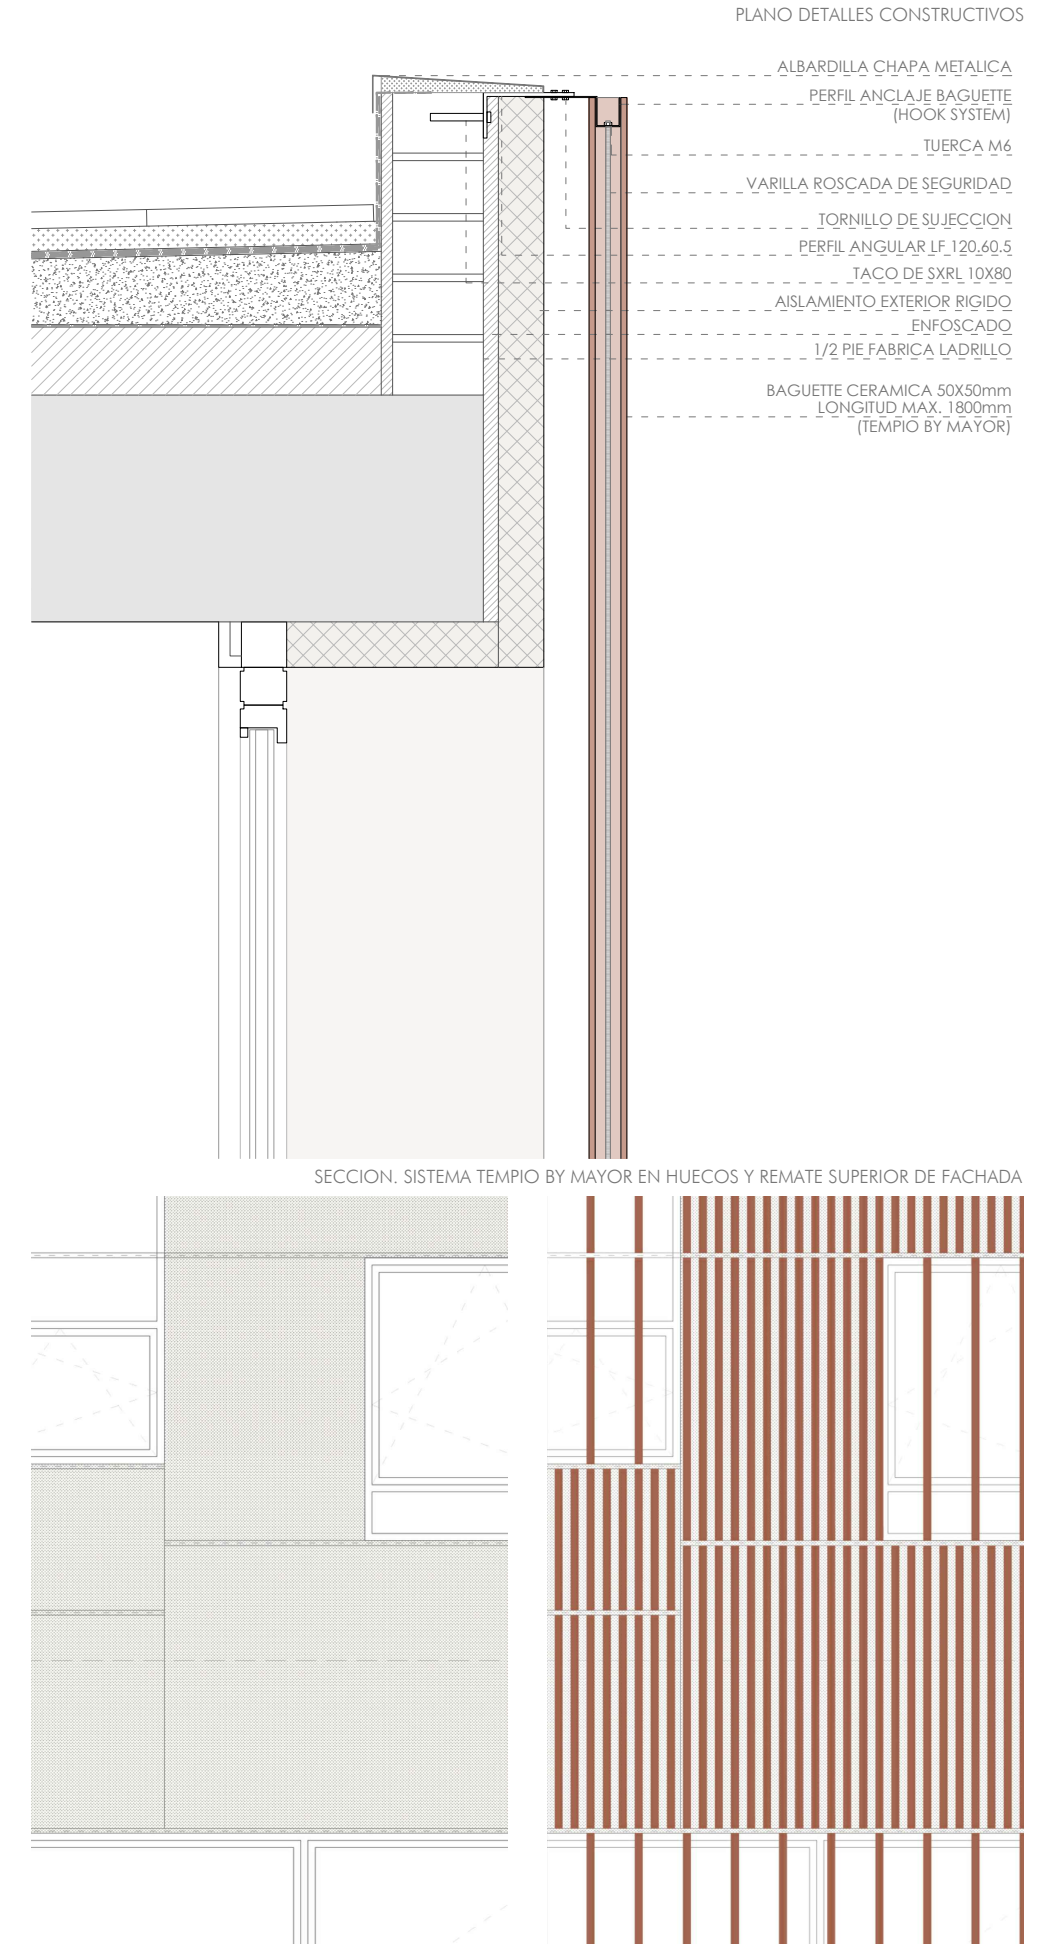 PLANO DETALLES CONSTRUCTIVOS
ALBARDILLA CHAPA METALICA
PERFIL ANCLAJE BAGUETTE
(HOOK SYSTEM)
TUERCA M6
VARILLA ROSCADA DE SEGURIDAD
TORNILLO DE SUJECCION
PERFIL ANGULAR LF 120.60.5
TACO DE SXRL 10X80
AISLAMIENTO EXTERIOR RIGIDO
ENFOSCADO
1/2 PIE FABRICA LADRILLO
BAGUETTE CERAMICA 50X50mm
LONGITUD MAX. 1800mm
(TEMPIO BY MAYOR)
SECCION. SISTEMA TEMPIO BY MAYOR EN HUECOS Y REMATE SUPERIOR DE FACHADA